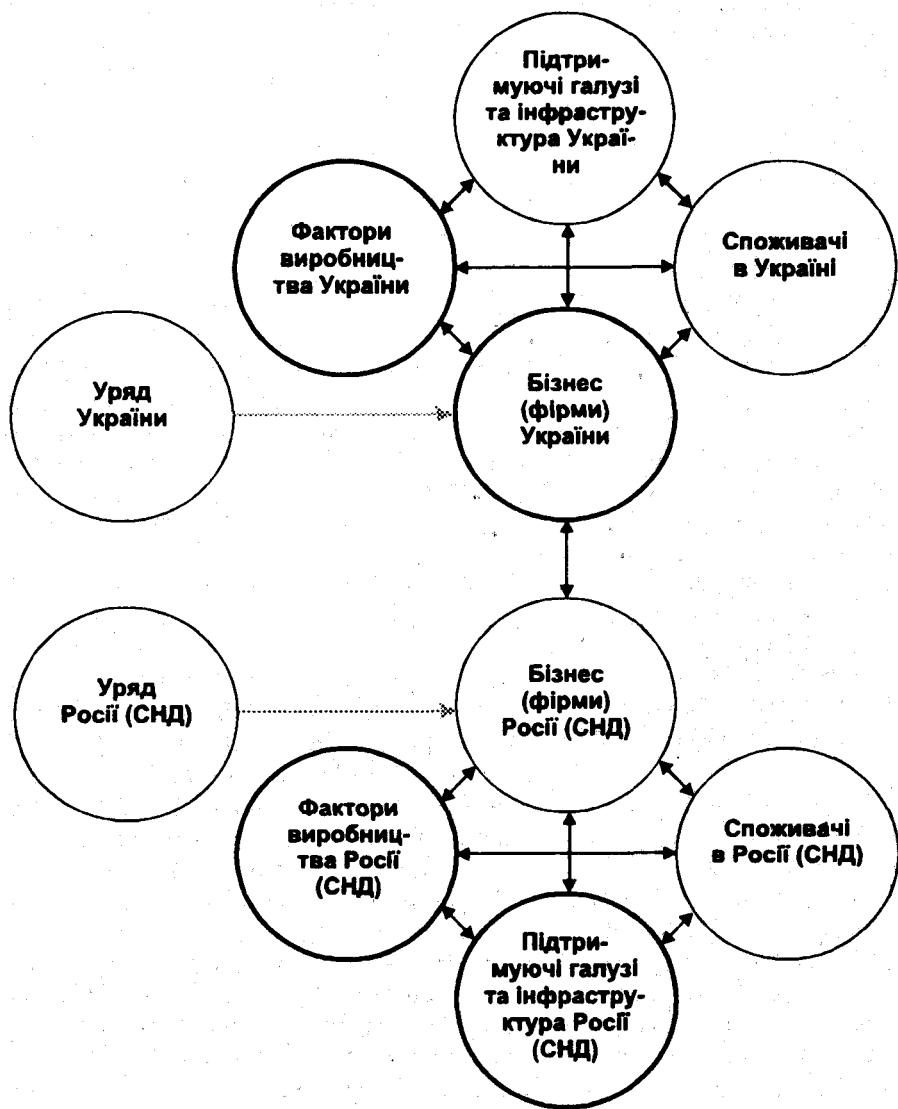 Підтри-
муючі галузі
та інфрастру-
ктура Украї-
ни
Фактори
виробниц-
тва України
Споживачі
в Україні
Уряд
України
Бізнес
(фірми)
України
Бізнес
(фірми)
Росії (СНД)
Уряд
Росії (СНД)
Фактори
виробниц-
тва Росії
(СНД)
Споживачі
в Росії (СНД)
Підтри-
муючі галузі
та інфрастру-
ктура Росії
(СНД)